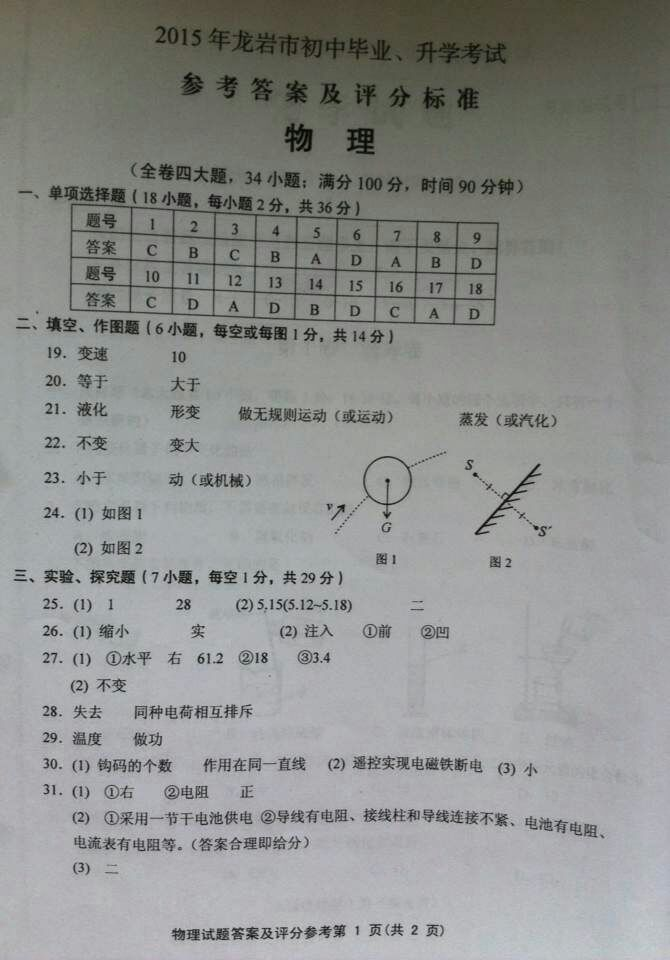 2015年龙岩市初中毕业、升学考试
参考答案及评分标准
物 理
（全卷四大题，34小题；满分100分，时间90分钟）
一、单项选择题（18小题，每小题2分，共36分）
题号 1 2 3 4 5 6 7 8 9
答案 C B C B A D A B D
题号 10 11 12 13 14 15 16 17 18
答案 C D A D B D C A D
二、填空、作图题（6小题，每空或每图1分，共14分）
19．变速 10
20．等于 大于
21．液化 形变 做无规则运动（或运动） 蒸发（或汽化）
22．不变 变大
23．小于 动（或机械）
24．(1) 如图1
(2) 如图2
v G 图1
S S′ 图2
三、实验、探究题（7小题，每空1分，共29分）
25．(1) 1 28 (2) 5.15(5.12~5.18) 二
26．(1) 缩小 实 (2) 注入 ①前 ②凹
27．(1) ①水平 右 61.2 ②18 ③3.4
(2) 不变
28．失去 同种电荷相互排斥
29．温度 做功
30．(1) 钩码的个数 作用在同一直线 (2) 遥控实现电磁铁断电 (3) 小
31．(1) ①右 ②电阻 正
(2) ①采用一节干电池供电 ②导线有电阻、接线柱和导线连接不紧、电池有电阻、
电流表有电阻等。（答案合理即给分）
(3) 二
物理试题答案及评分参考第 1 页(共 2 页)